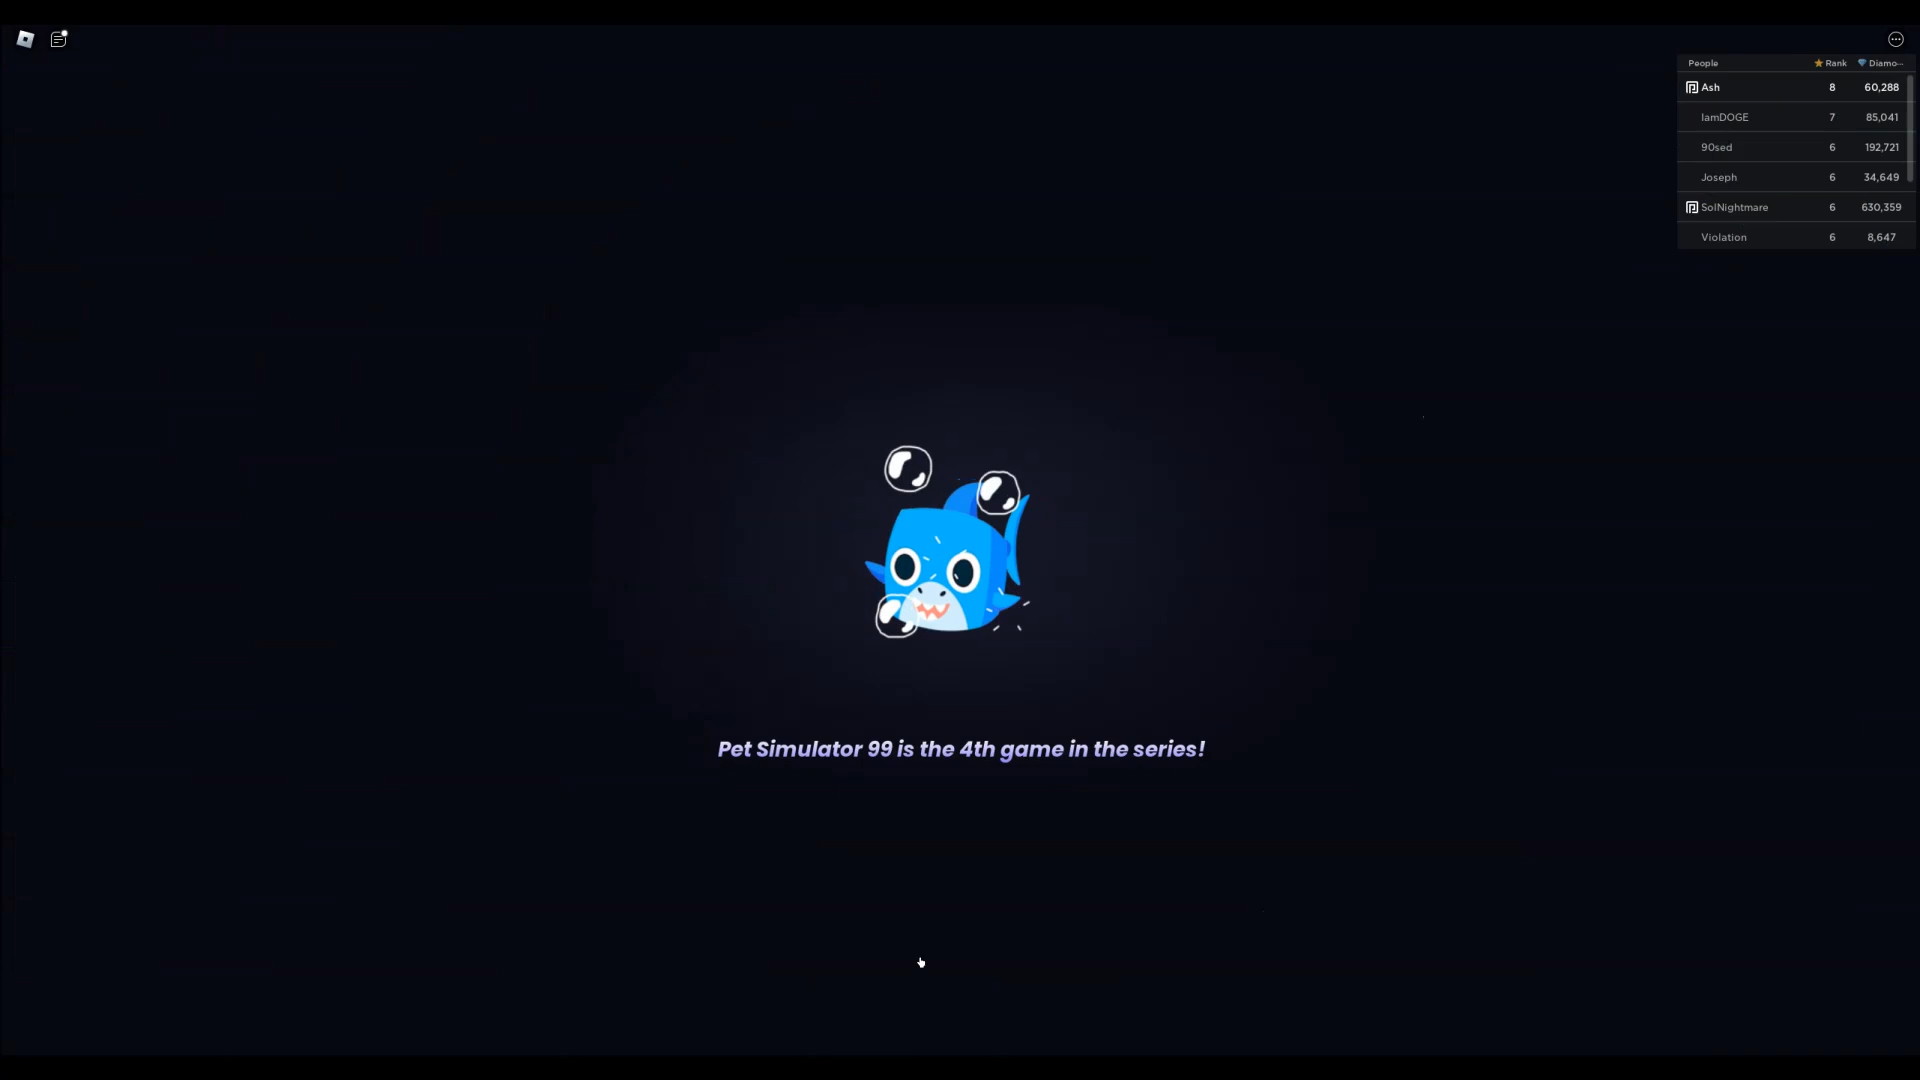 People Rank Diamo...
Ash 8 60,288
IamDOGE 7 85,041
90sed 6 192,721
Joseph 6 34,649
SolNightmare 6 630,359
Violation 6 8,647
Pet Simulator 99 is the 4th game in the series!